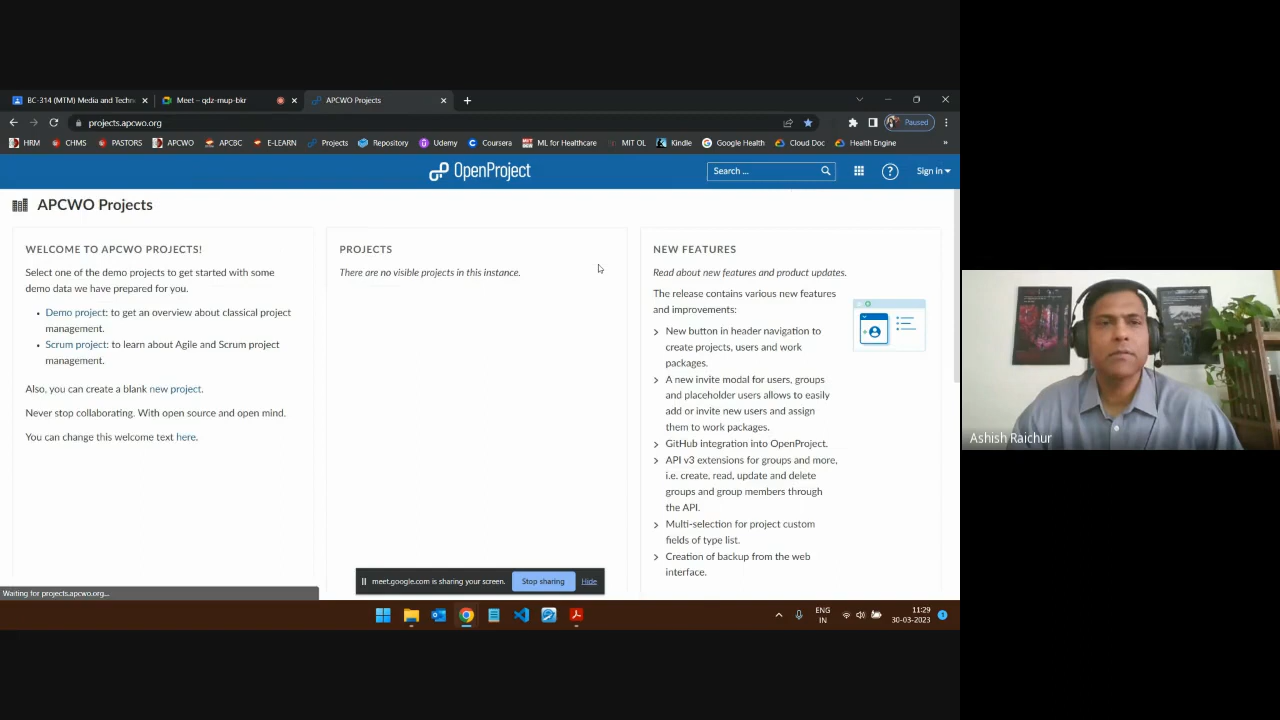 BC-314 (MTM) Media and Techn
Meet – qdz-mup-bkr
APCWO Projects
projects.apcwo.org
Paused
HRM
CHMS
PASTORS
APCWO
APCBC
E-LEARN
Projects
Repository
Udemy
Coursera
ML for Healthcare
MIT OL
Kindle
Google Health
Cloud Doc
Health Engine
OpenProject
Search ...
Sign in
APCWO Projects
WELCOME TO APCWO PROJECTS!
Select one of the demo projects to get started with some
demo data we have prepared for you.
Demo project: to get an overview about classical project
management.
Scrum project: to learn about Agile and Scrum project
management.
Also, you can create a blank new project.
Never stop collaborating. With open source and open mind.
You can change this welcome text here.
PROJECTS
There are no visible projects in this instance.
NEW FEATURES
Read about new features and product updates.
The release contains various new features
and improvements:
New button in header navigation to
create projects, users and work
packages.
A new invite modal for users, groups
and placeholder users allows to easily
add or invite new users and assign
them to work packages.
GitHub integration into OpenProject.
API v3 extensions for groups and more,
i.e. create, read, update and delete
groups and group members through
the API.
Multi-selection for project custom
fields of type list.
Creation of backup from the web
interface.
Ashish Raichur
meet.google.com is sharing your screen.
Stop sharing
Hide
Waiting for projects.apcwo.org...
ENG
IN
11:29
30-03-2023